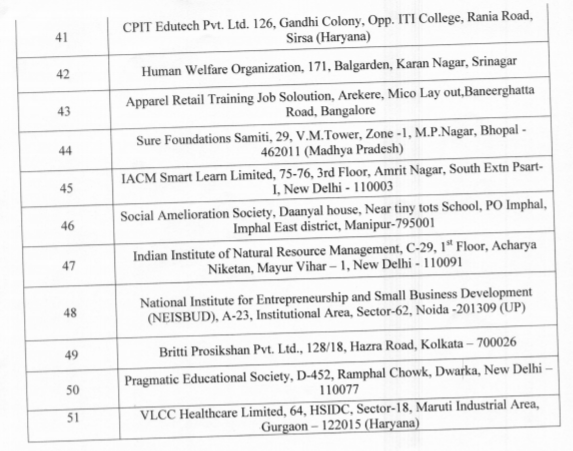 41 CPIT Edutech Pvt. Ltd. 126, Gandhi Colony, Opp. ITI College, Rania Road,
Sirsa (Haryana)
42 Human Welfare Organization, 171, Balgarden, Karan Nagar, Srinagar
43 Apparel Retail Training Job Soloution, Arekere, Mico Lay out,Baneerghatta
Road, Bangalore
44 Sure Foundations Samiti, 29, V.M.Tower, Zone -1, M.P.Nagar, Bhopal -
462011 (Madhya Pradesh)
45 IACM Smart Learn Limited, 75-76, 3rd Floor, Amrit Nagar, South Extn Psart-
I, New Delhi - 110003
46 Social Amelioration Society, Daanyal house, Near tiny tots School, PO Imphal,
Imphal East district, Manipur-795001
47 Indian Institute of Natural Resource Management, C-29, 1st Floor, Acharya
Niketan, Mayur Vihar – 1, New Delhi - 110091
48 National Institute for Entrepreneurship and Small Business Development
(NEISBUD), A-23, Institutional Area, Sector-62, Noida -201309 (UP)
49 Britti Prosikshan Pvt. Ltd., 128/18, Hazra Road, Kolkata – 700026
50 Pragmatic Educational Society, D-452, Ramphal Chowk, Dwarka, New Delhi –
110077
51 VLCC Healthcare Limited, 64, HSIDC, Sector-18, Maruti Industrial Area,
Gurgaon – 122015 (Haryana)